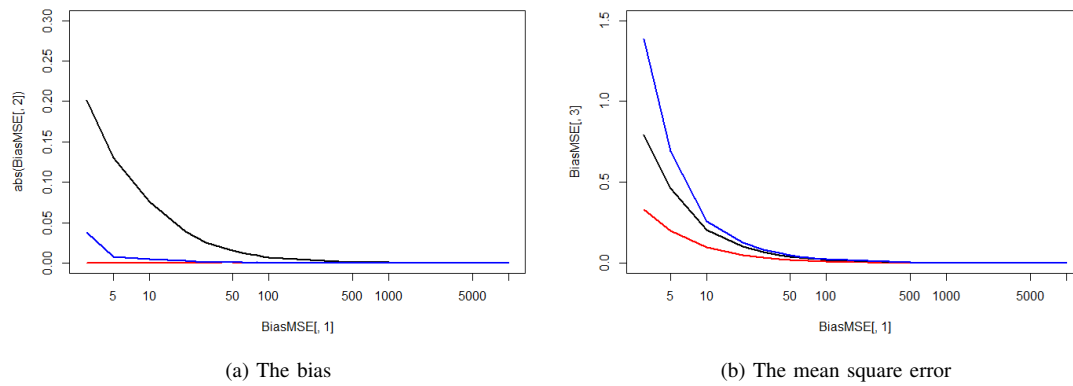 abs(BiasMSE[, 2])
0.30
0.25
0.20
0.15
0.10
0.05
0.00
5 10 50 100 500 1000 5000
BiasMSE[, 1]
(a) The bias
BiasMSE[, 3]
1.5
1.0
0.5
0.0
5 10 50 100 500 1000 5000
BiasMSE[, 1]
(b) The mean square error